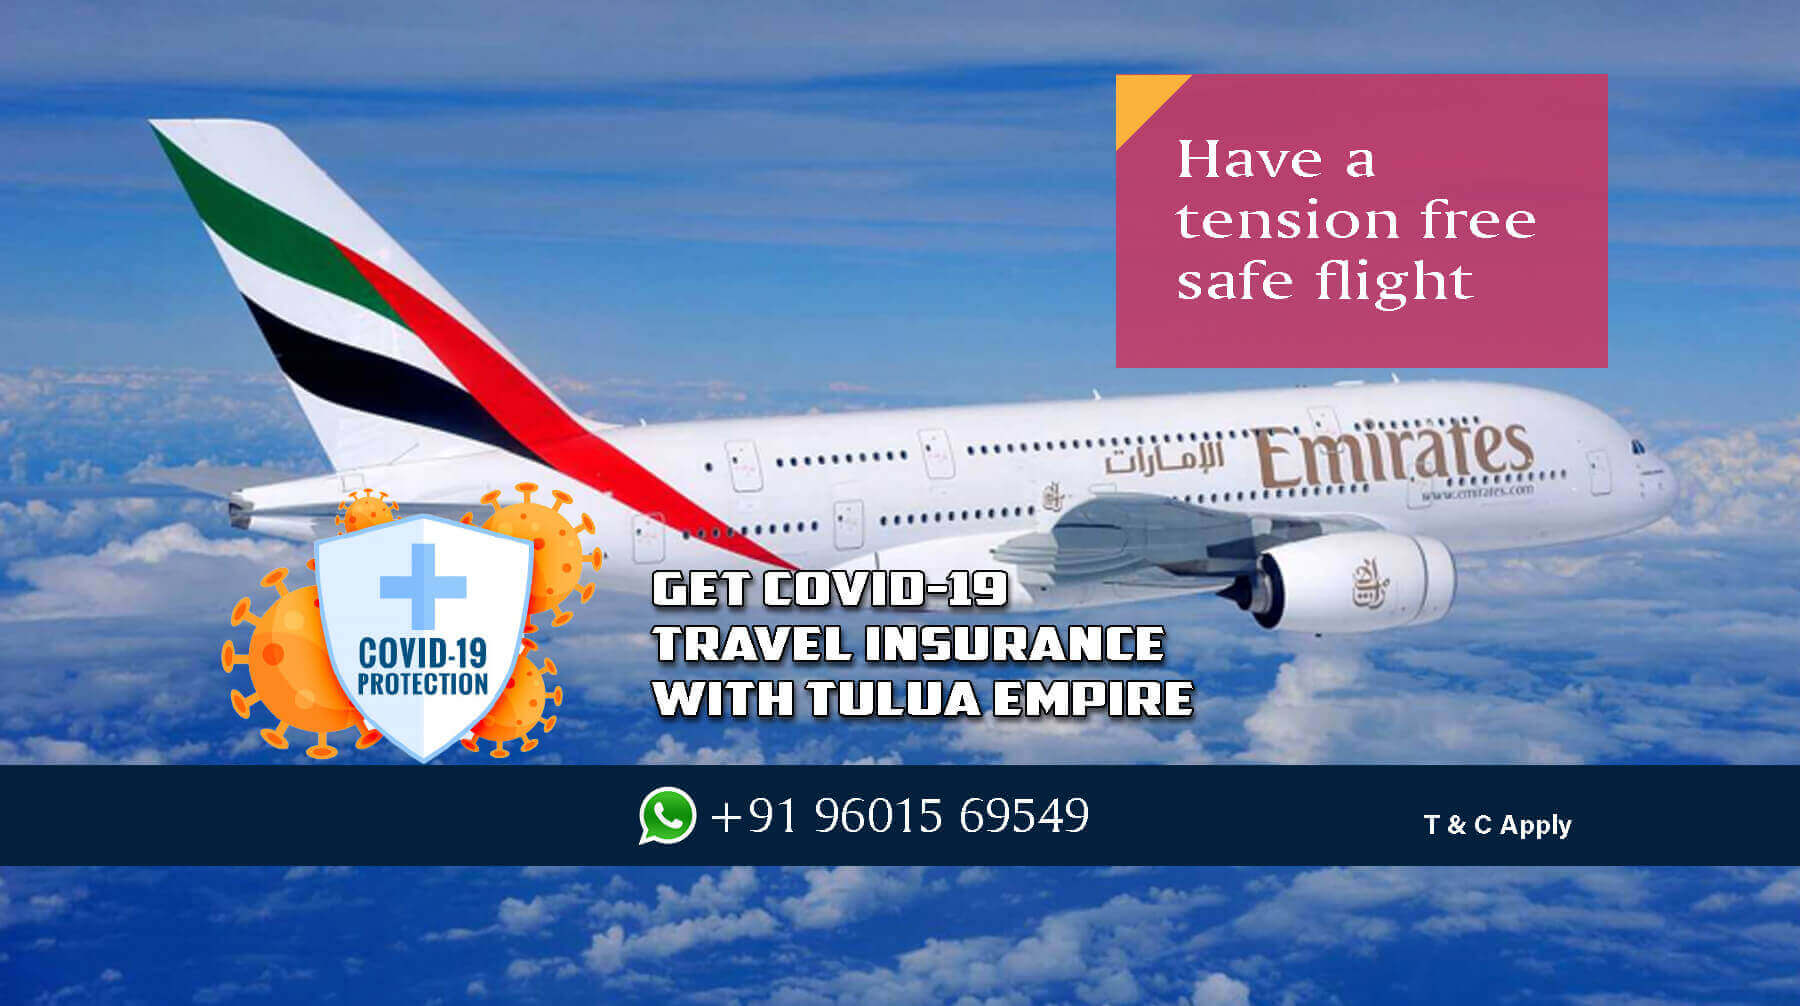 Have a
tension free
safe flight
الإمارات
Emirates
www.emirates.com
COVID-19
PROTECTION
GET COVID-19
TRAVEL INSURANCE
WITH TULUA EMPIRE
+91 96015 69549
T & C Apply